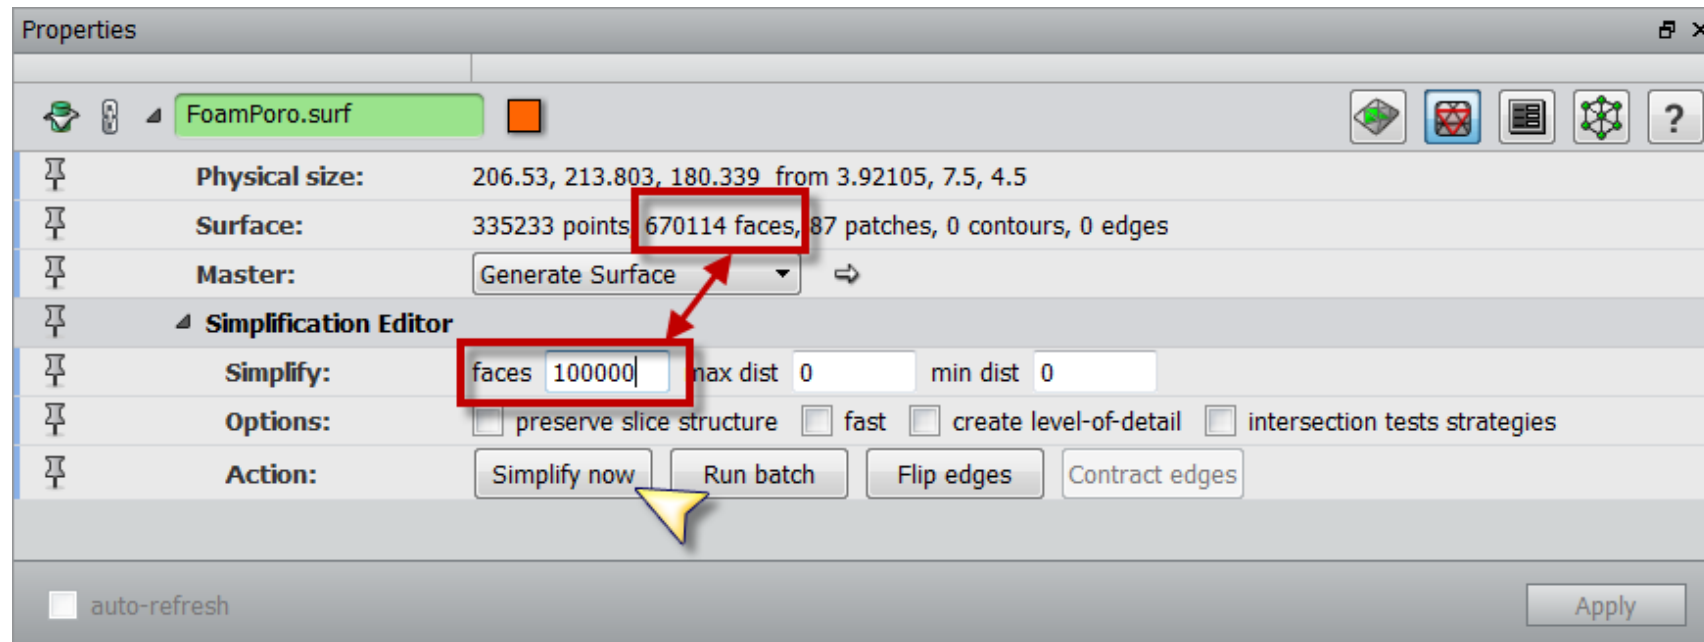 Properties
FoamPoro.surf ?
Physical size: 206.53, 213.803, 180.339 from 3.92105, 7.5, 4.5
Surface: 335233 points, 670114 faces, 87 patches, 0 contours, 0 edges
Master: Generate Surface
Simplification Editor
Simplify: faces 100000 max dist 0 min dist 0
Options: preserve slice structure fast create level-of-detail intersection tests strategies
Action: Simplify now Run batch Flip edges Contract edges
auto-refresh Apply